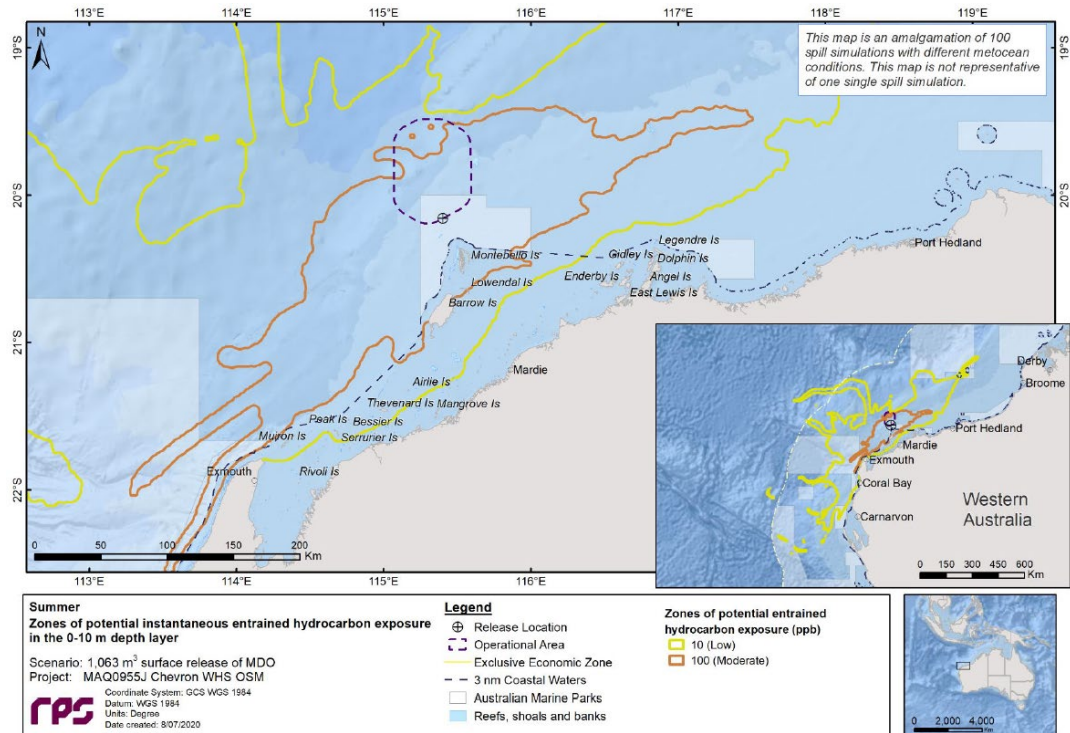 113°E
114°E
115°E
116°E
117°E
118°E
119°E
N
19°S
19°S
This map is an amalgamation of 100
spill simulations with different metocean
conditions. This map is not representative
of one single spill simulation.
20°S
20°S
Port Hedland
Legendre Is
Montebello Is
Gidley Is
Dolphin Is
Enderby Is
Angel Is
Lowendal Is
East Lewis Is
Barrow Is
21°S
21°S
Mardie
Airlie Is
Thevenard Is
Mangrove Is
Peak Is
Bessier Is
Muiron Is
Serruner Is
Exmouth
Rivoli Is
22°S
0
50
100
150
200
Km
113°E
114°E
115°E
116°E
Derby
Broome
Port Hedland
Mardie
Exmouth
Coral Bay
Carnarvon
Western
Australia
0
150
300
450
600
Km
Summer
Zones of potential instantaneous entrained hydrocarbon exposure
in the 0-10 m depth layer
Scenario: 1,063 m³ surface release of MDO
Project: MAQ0955J Chevron WHS OSM
rps
Coordinate System: GCS WGS 1984
Datum: WGS 1984
Units: Degree
Date created: 8/07/2020
Legend
Release Location
Operational Area
Exclusive Economic Zone
3 nm Coastal Waters
Australian Marine Parks
Reefs, shoals and banks
Zones of potential entrained
hydrocarbon exposure (ppb)
10 (Low)
100 (Moderate)
0
2,000
4,000
Km